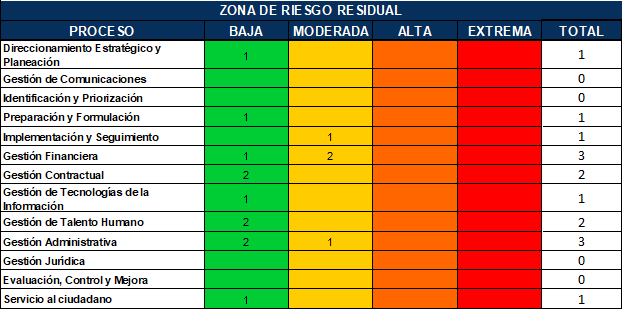 ZONA DE RIESGO RESIDUAL
PROCESO BAJA MODERADA ALTA EXTREMA TOTAL
Direccionamiento Estratégico y
Planeación 1 1
Gestión de Comunicaciones 0
Identificación y Priorización 0
Preparación y Formulación 1 1
Implementación y Seguimiento 1 1
Gestión Financiera 1 2 3
Gestión Contractual 2 2
Gestión de Tecnologías de la
Información 1 1
Gestión de Talento Humano 2 2
Gestión Administrativa 2 1 3
Gestión Jurídica 0
Evaluación, Control y Mejora 0
Servicio al ciudadano 1 1